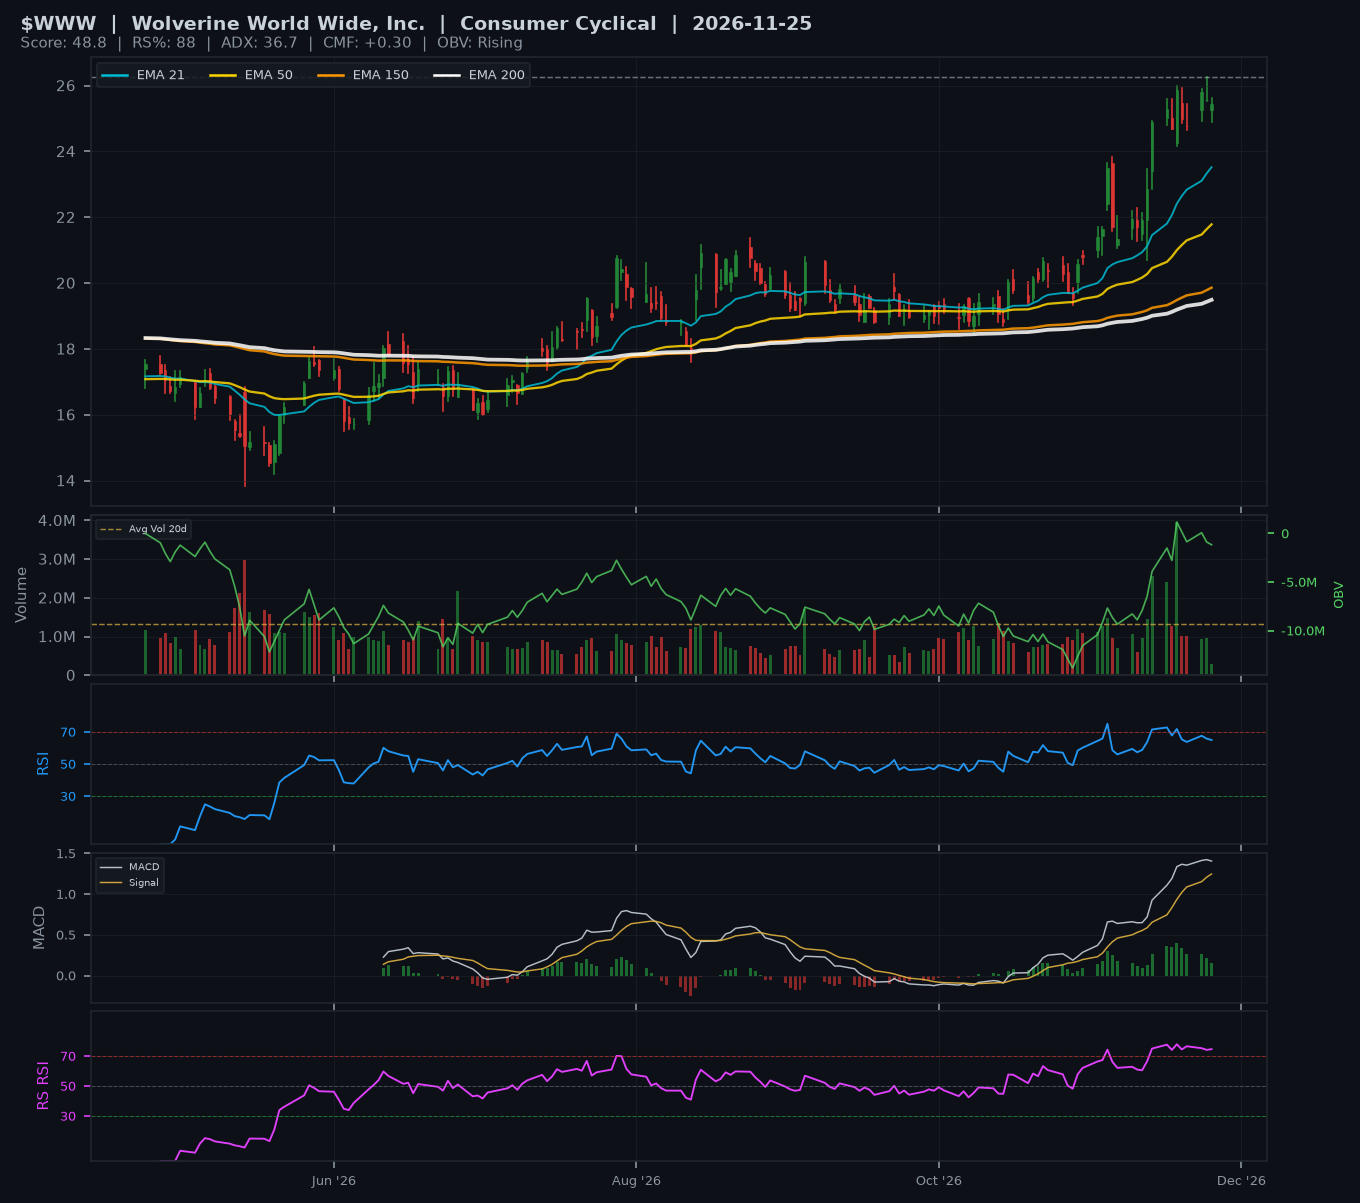 $WWW | Wolverine World Wide, Inc. | Consumer Cyclical | 2026-11-25
Score: 48.8 | RS%: 88 | ADX: 36.7 | CMF: +0.30 | OBV: Rising
EMA 21 EMA 50 EMA 150 EMA 200
26
24
22
20
18
16
14
Avg Vol 20d
4.0M
3.0M
2.0M
1.0M
0
Volume
0
-5.0M
-10.0M
OBV
70
50
30
RSI
MACD
Signal
1.5
1.0
0.5
0.0
MACD
70
50
30
RS RSI
Jun '26 Aug '26 Oct '26 Dec '26